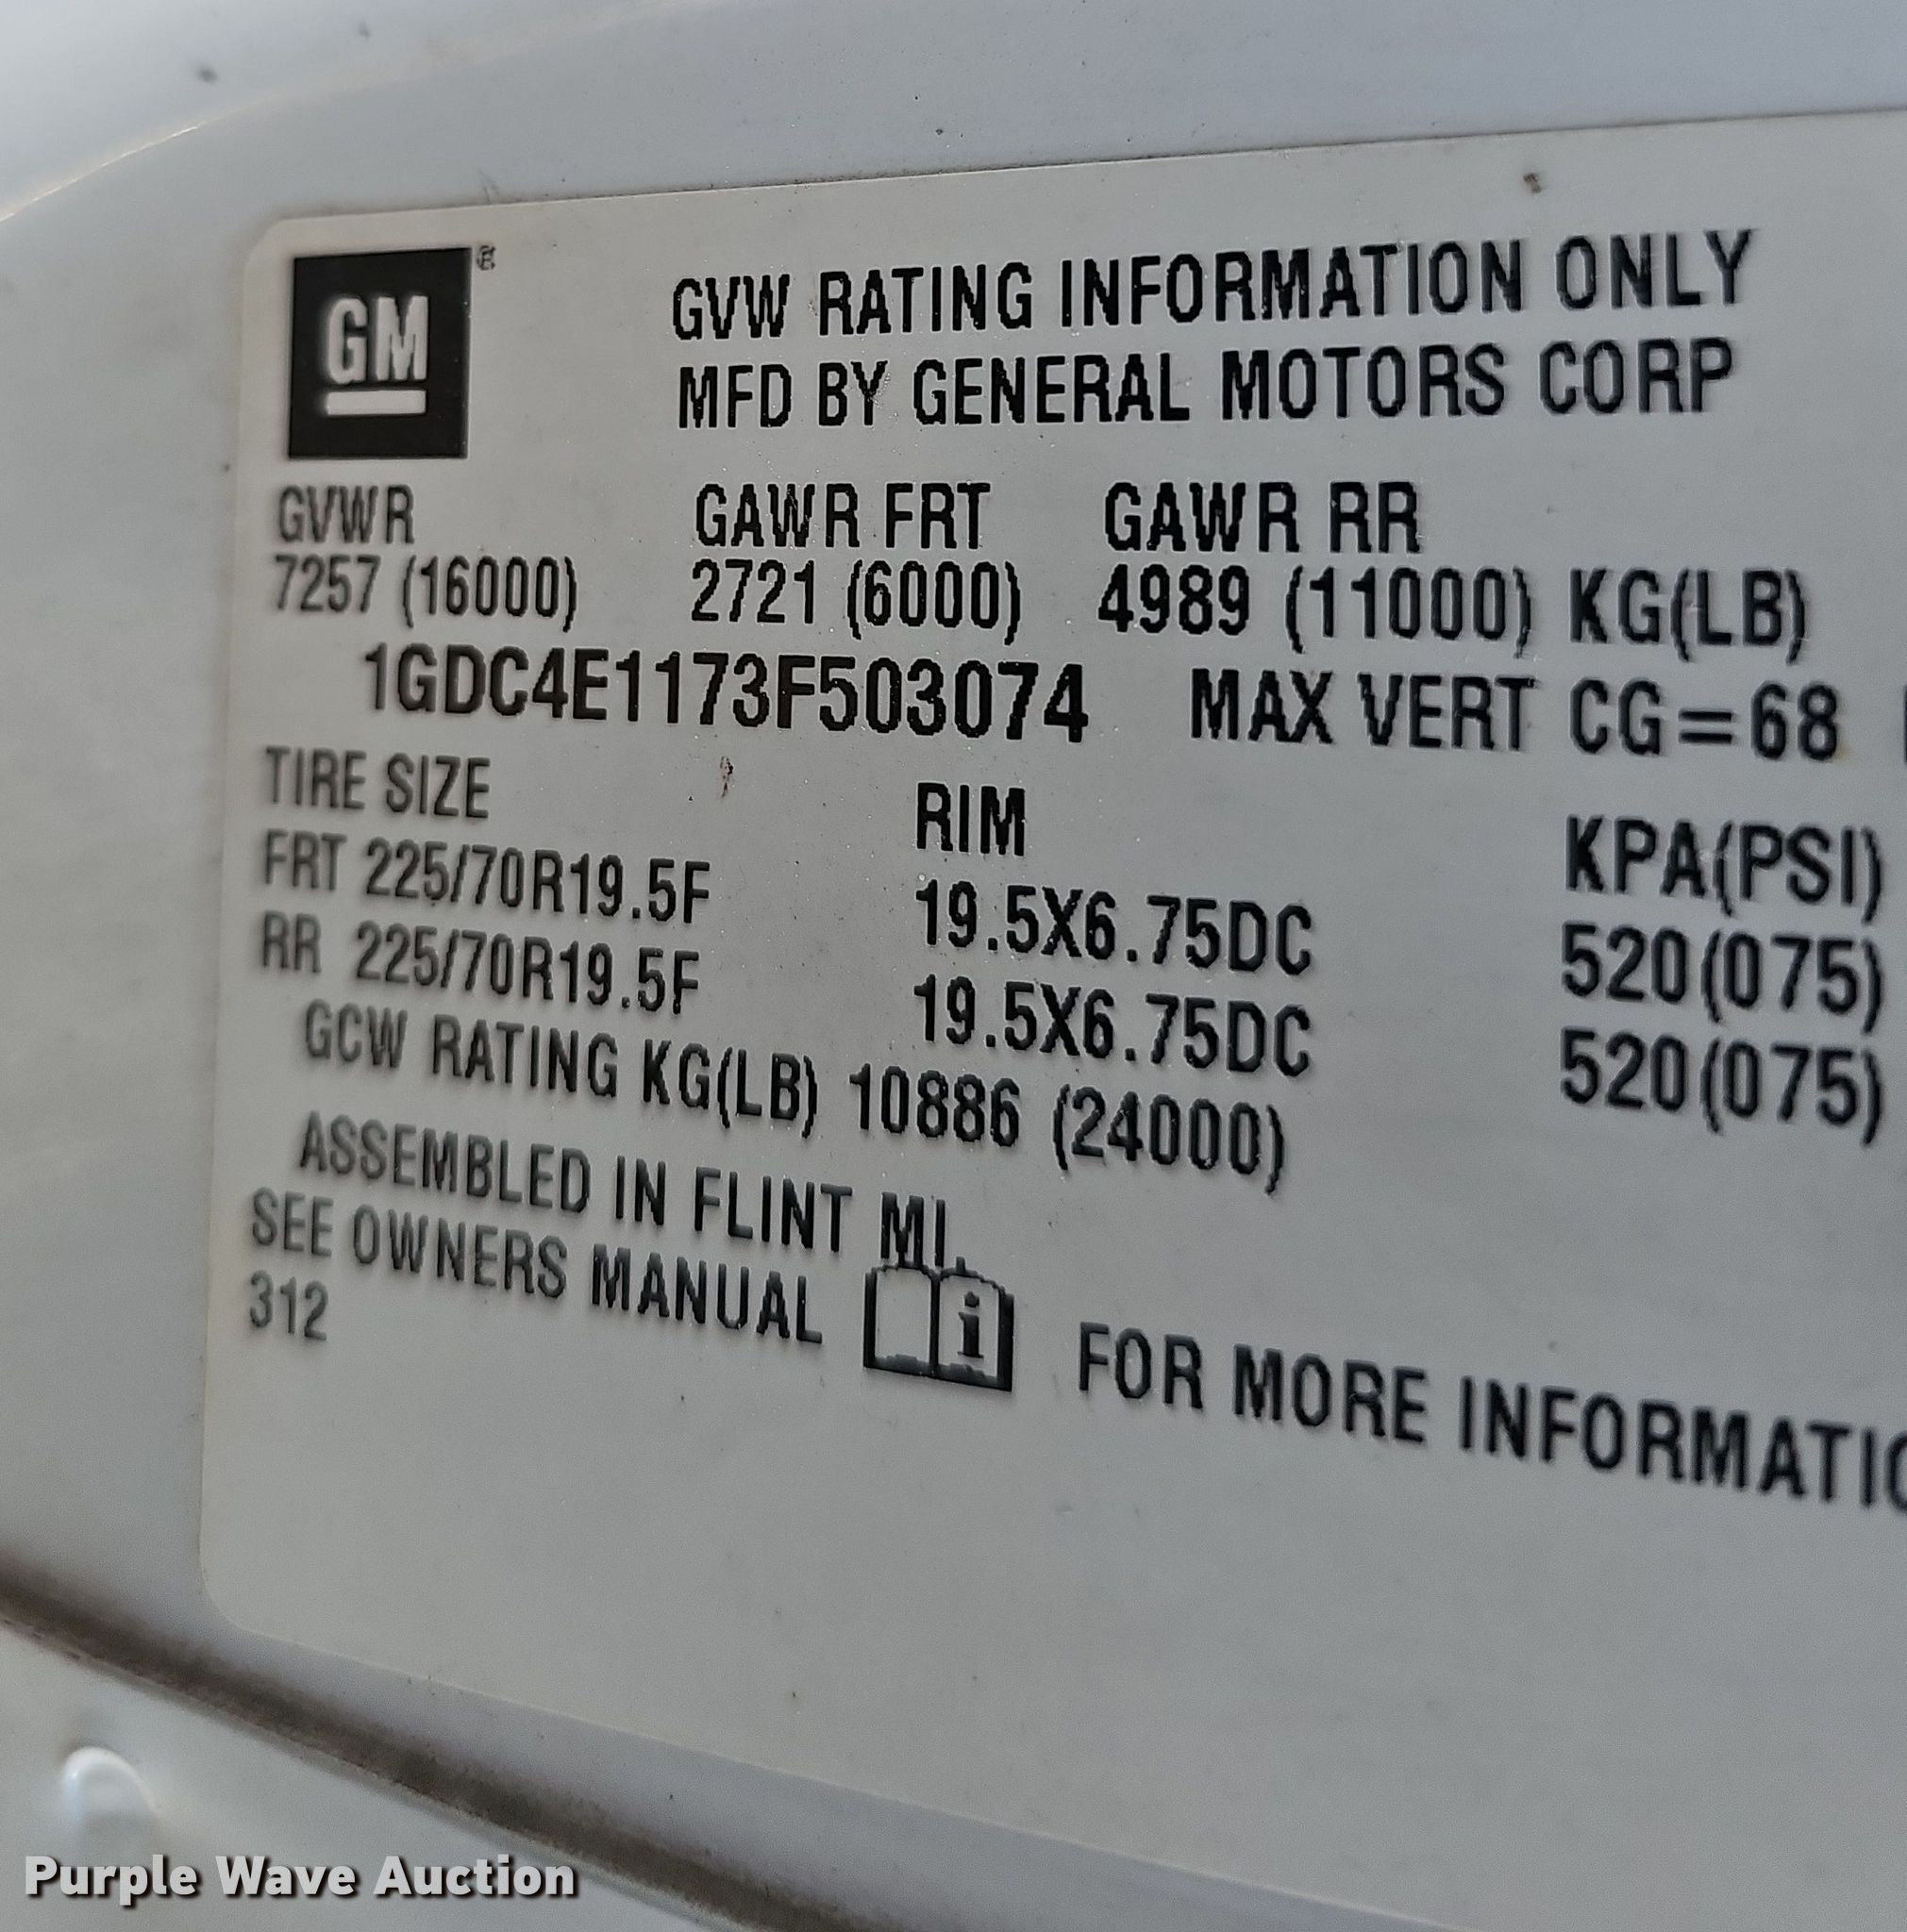 GM ®
GVW RATING INFORMATION ONLY
MFD BY GENERAL MOTORS CORP
GVWR GAWR FRT GAWR RR
7257 (16000) 2721 (6000) 4989 (11000) KG(LB)
1GDC4E1173F503074 MAX VERT CG=68
TIRE SIZE RIM KPA(PSI)
FRT 225/70R19.5F 19.5X6.75DC 520(075)
RR 225/70R19.5F 19.5X6.75DC 520(075)
GCW RATING KG(LB) 10886 (24000)
ASSEMBLED IN FLINT MI.
SEE OWNERS MANUAL i FOR MORE INFORMATIO
312
Purple Wave Auction